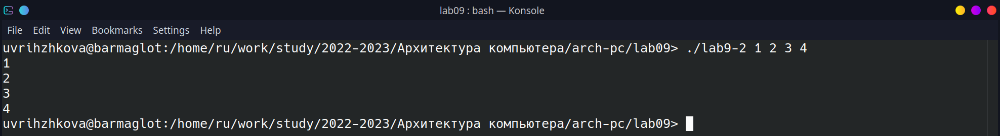 lab09 : bash — Konsole
File Edit View Bookmarks Settings Help
uvrihzhkova@barmaglot:/home/ru/work/study/2022-2023/Архитектура компьютера/arch-pc/lab09> ./lab9-2 1 2 3 4
1
2
3
4
uvrihzhkova@barmaglot:/home/ru/work/study/2022-2023/Архитектура компьютера/arch-pc/lab09>